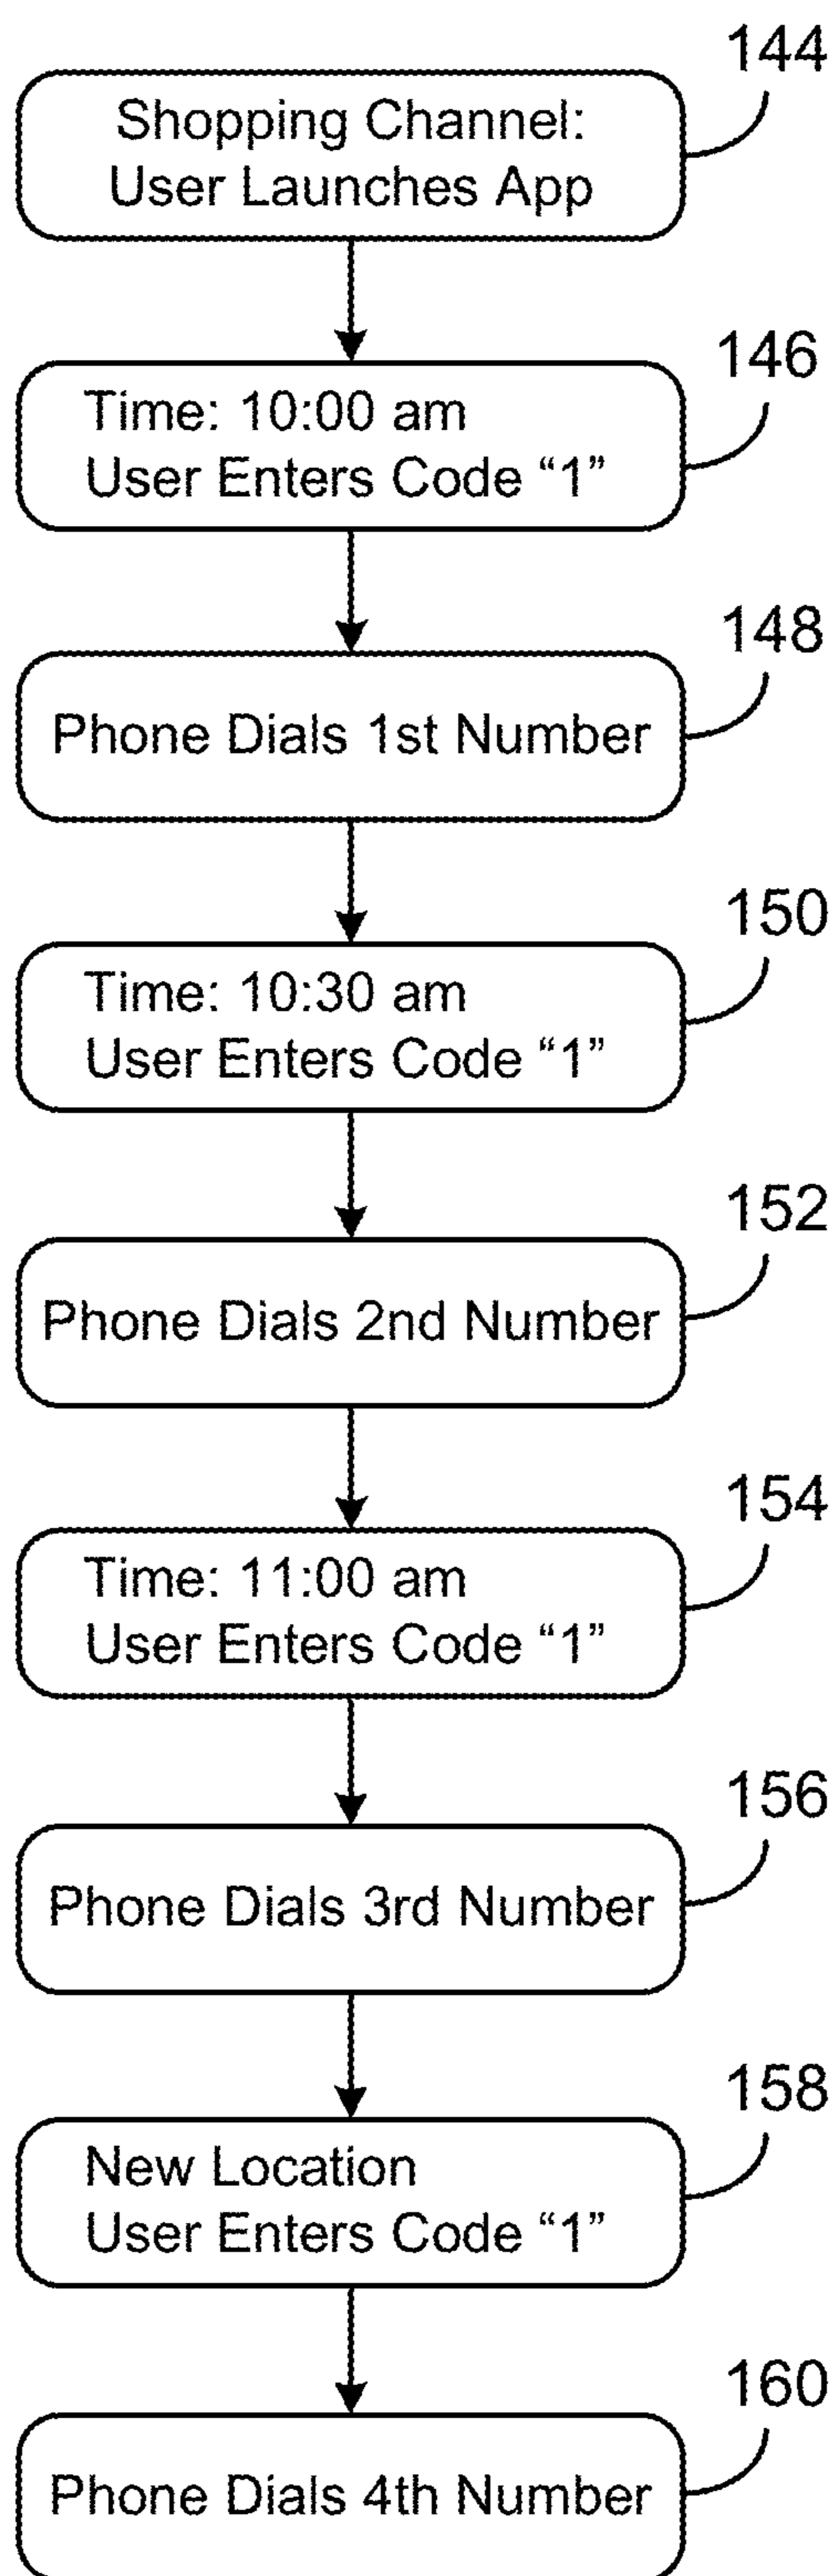 144
Shopping Channel:
User Launches App
146
Time: 10:00 am
User Enters Code “1”
148
Phone Dials 1st Number
150
Time: 10:30 am
User Enters Code “1”
152
Phone Dials 2nd Number
154
Time: 11:00 am
User Enters Code “1”
156
Phone Dials 3rd Number
158
New Location
User Enters Code “1”
160
Phone Dials 4th Number